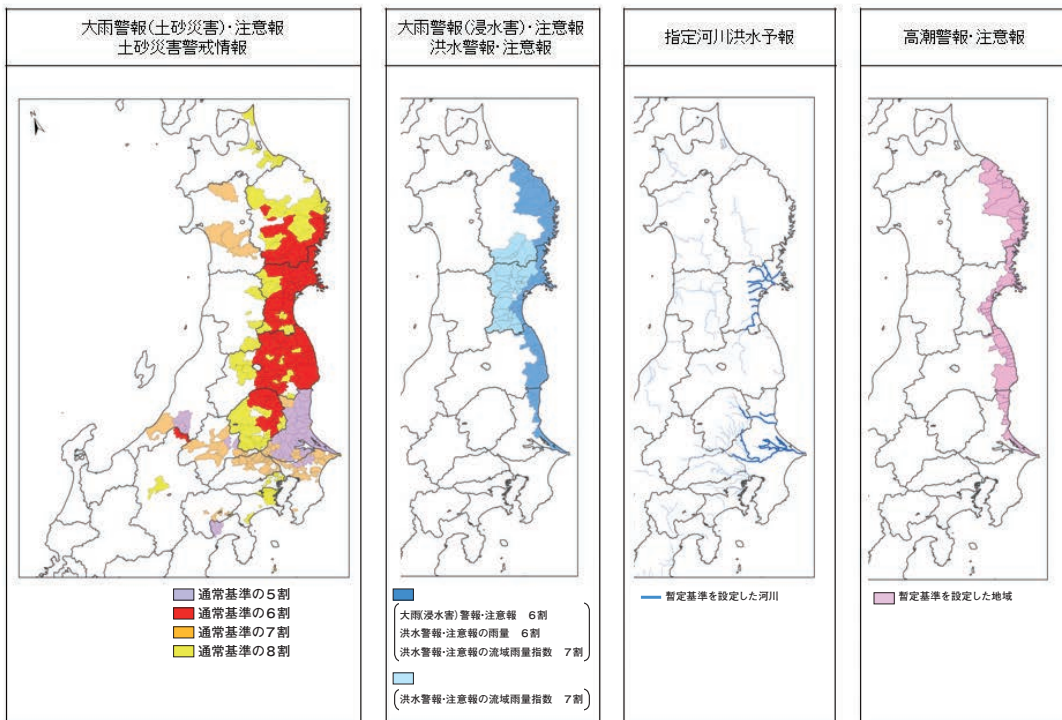 大雨警報(土砂災害)・注意報
土砂災害警戒情報
大雨警報(浸水害)・注意報
洪水警報・注意報
指定河川洪水予報
高潮警報・注意報
N
通常基準の5割
通常基準の6割
通常基準の7割
通常基準の8割
大雨(浸水害)警報・注意報 6割
洪水警報・注意報の雨量 6割
洪水警報・注意報の流域雨量指数 7割
洪水警報・注意報の流域雨量指数 7割
暫定基準を設定した河川
暫定基準を設定した地域